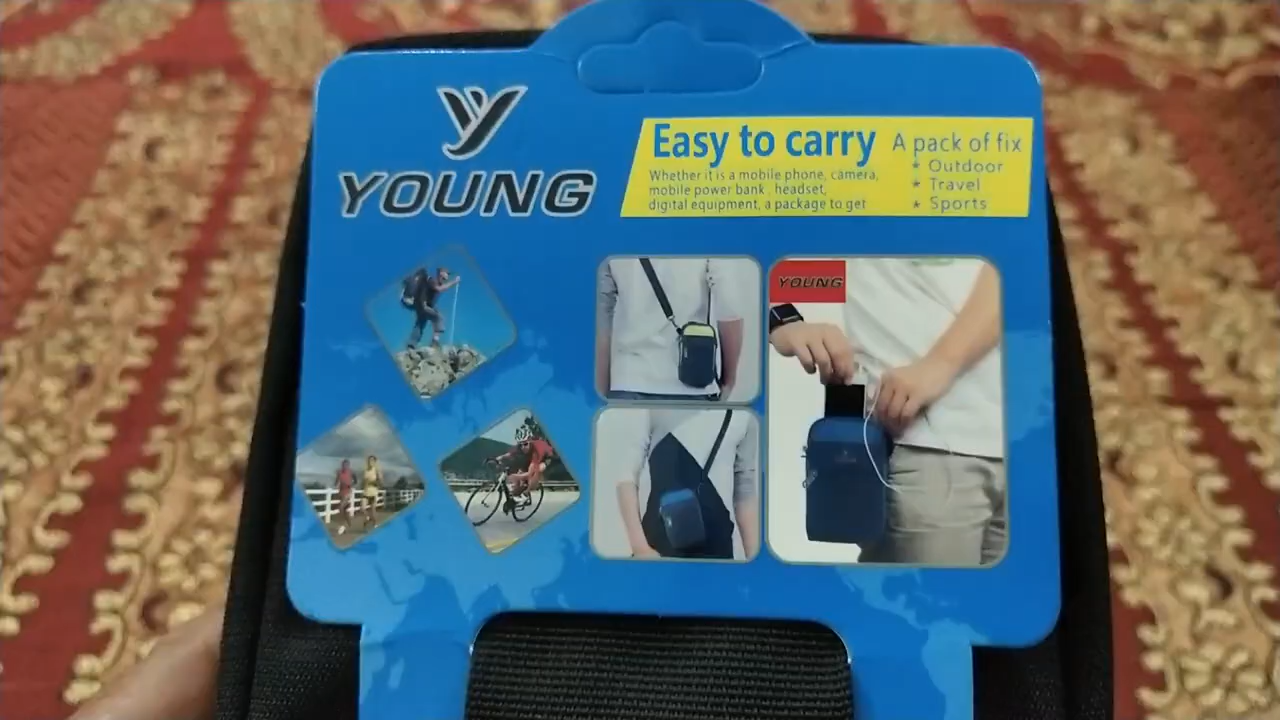 YOUNG
Easy to carry
Whether it is a mobile phone, camera,
mobile power bank , headset,
digital equipment, a package to get
A pack of fix
* Outdoor
* Travel
* Sports
YOUNG